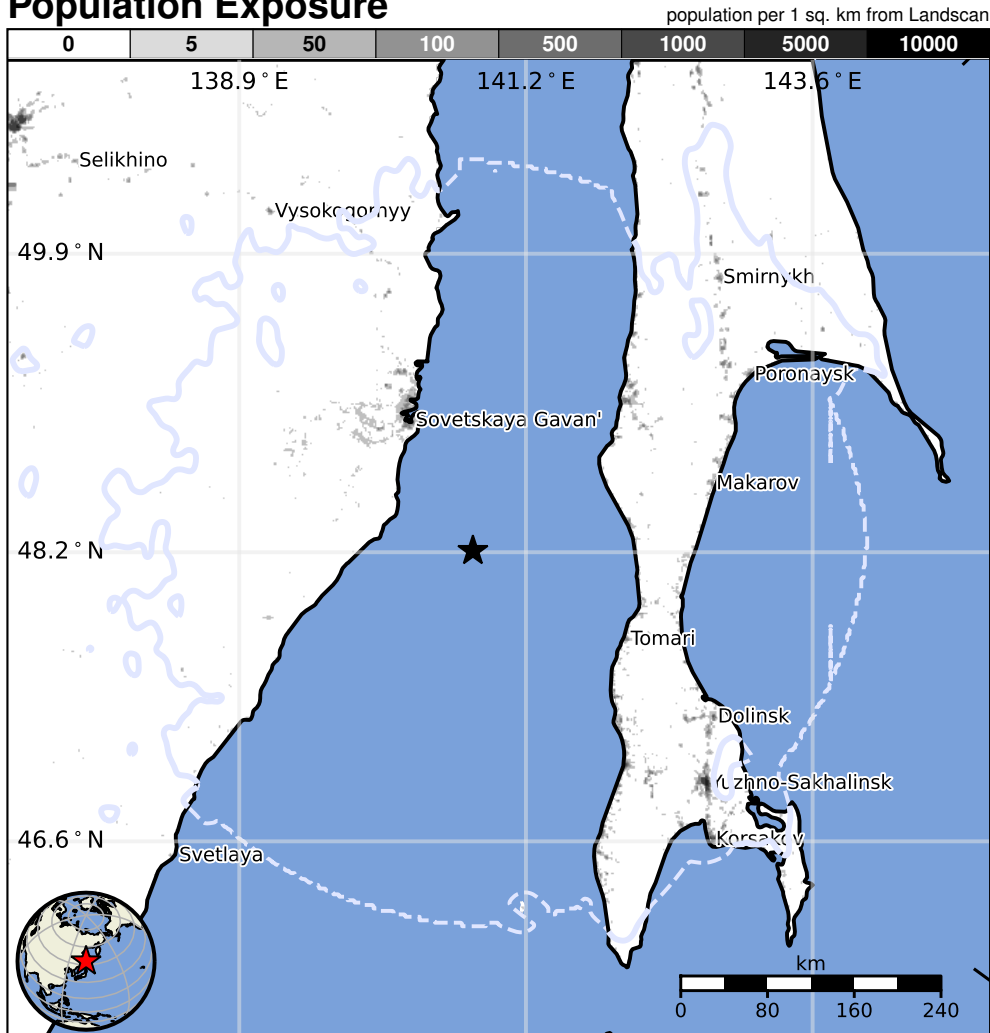 Population Exposure
population per 1 sq. km from Landscan
0 5 50 100 500 1000 5000 10000
138.9°E 141.2°E 143.6°E
Selikhino
Vysokogornyy
49.9°N
Smirnykh
Poronaysk
Sovetskaya Gavan'
Makarov
48.2°N
Tomari
Dolinsk
Yuzhno-Sakhalinsk
46.6°N
Korsakov
Svetlaya
km
0 80 160 240